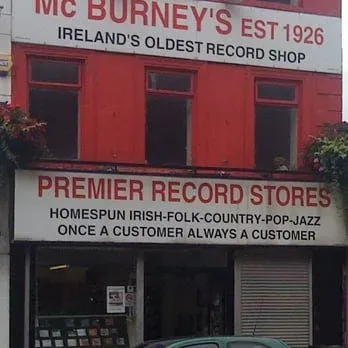 Mc BURNEY'S EST 1926
IRELAND'S OLDEST RECORD SHOP
PREMIER RECORD STORES
HOMESPUN IRISH-FOLK-COUNTRY-POP-JAZZ
ONCE A CUSTOMER ALWAYS A CUSTOMER